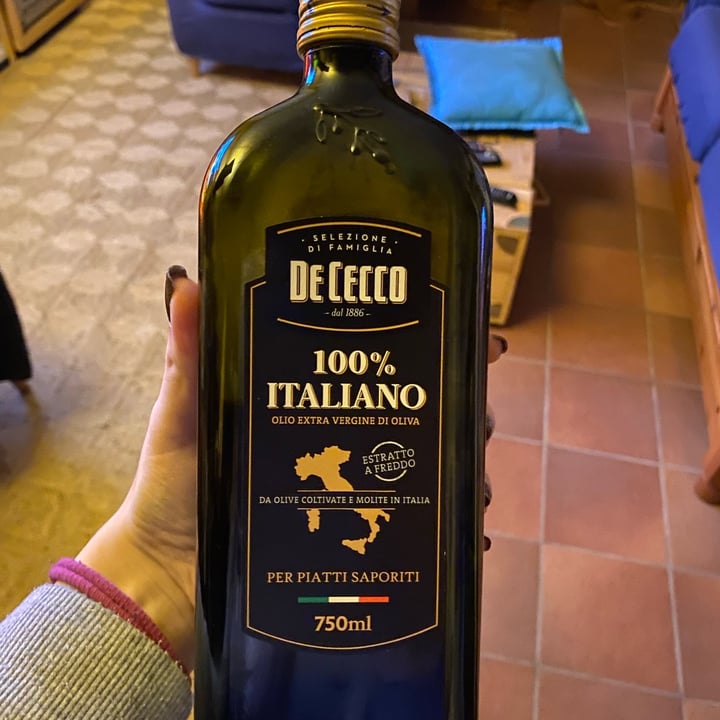 · SELEZIONE ·
DI FAMIGLIA
DE CECCO
- dal 1886 -
100%
ITALIANO
OLIO EXTRA VERGINE DI OLIVA
ESTRATTO
A FREDDO
DA OLIVE COLTIVATE E MOLITE IN ITALIA
PER PIATTI SAPORITI
750ml